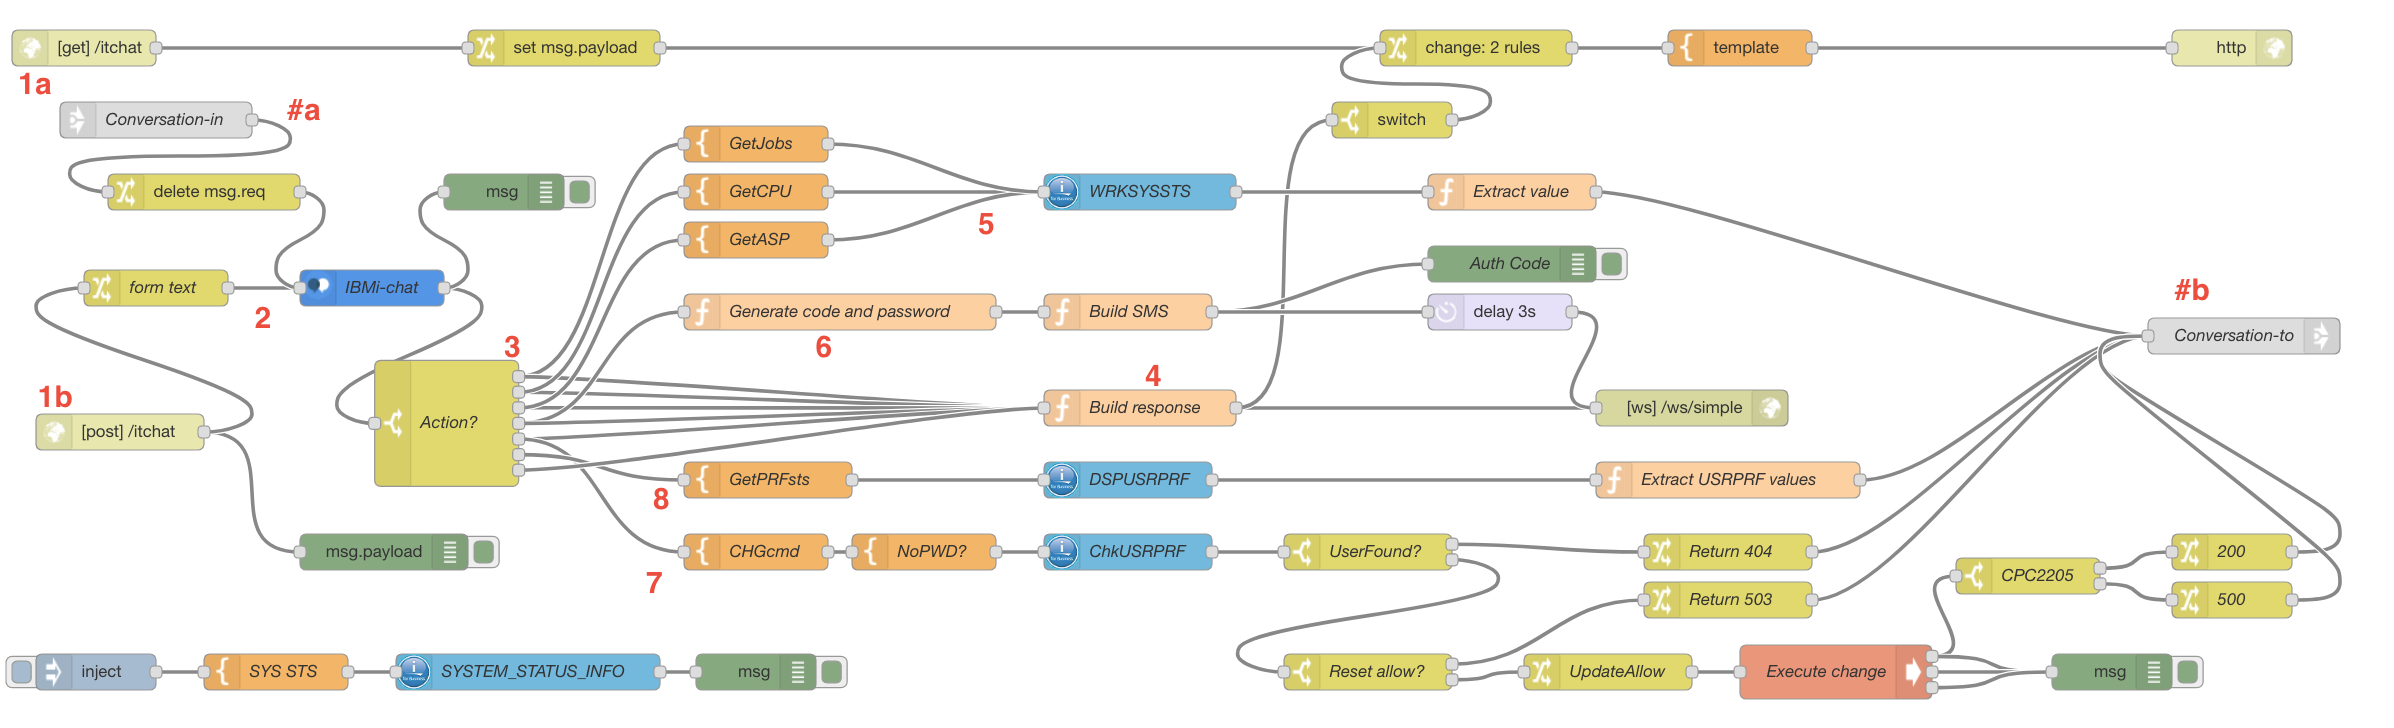 [get] /itchat
set msg.payload
change: 2 rules
template
http
1a
Conversation-in
#a
switch
GetJobs
delete msg.req
msg
GetCPU
WRKSYSSTS
Extract value
5
GetASP
Auth Code
form text
IBMi-chat
#b
2
Generate code and password
Build SMS
delay 3s
Conversation-to
3
6
4
1b
Action?
Build response
[ws] /ws/simple
[post] /itchat
GetPRFsts
DSPUSRPRF
Extract USRPRF values
8
msg.payload
CHGcmd
NoPWD?
ChkUSRPRF
UserFound?
Return 404
200
7
CPC2205
Return 503
500
inject
SYS STS
SYSTEM_STATUS_INFO
msg
Reset allow?
UpdateAllow
Execute change
msg